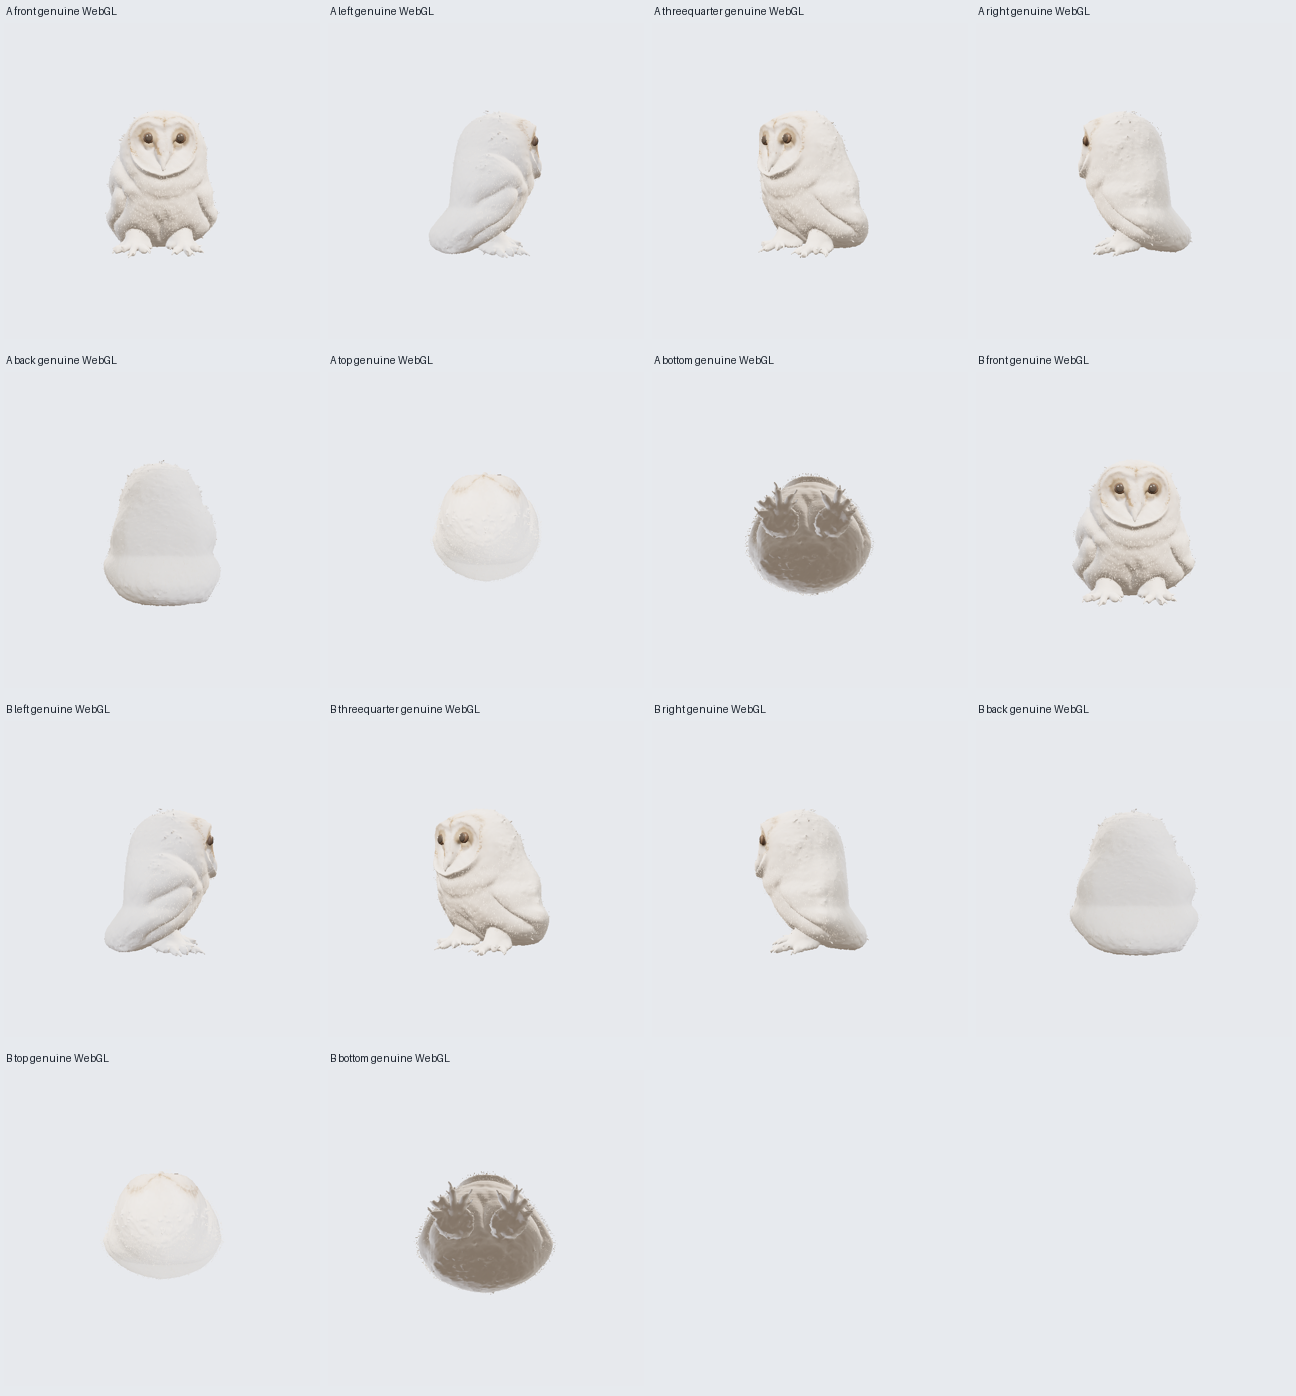 A front genuine WebGL
A left genuine WebGL
A threequarter genuine WebGL
A right genuine WebGL
A back genuine WebGL
A top genuine WebGL
A bottom genuine WebGL
B front genuine WebGL
B left genuine WebGL
B threequarter genuine WebGL
B right genuine WebGL
B back genuine WebGL
B top genuine WebGL
B bottom genuine WebGL